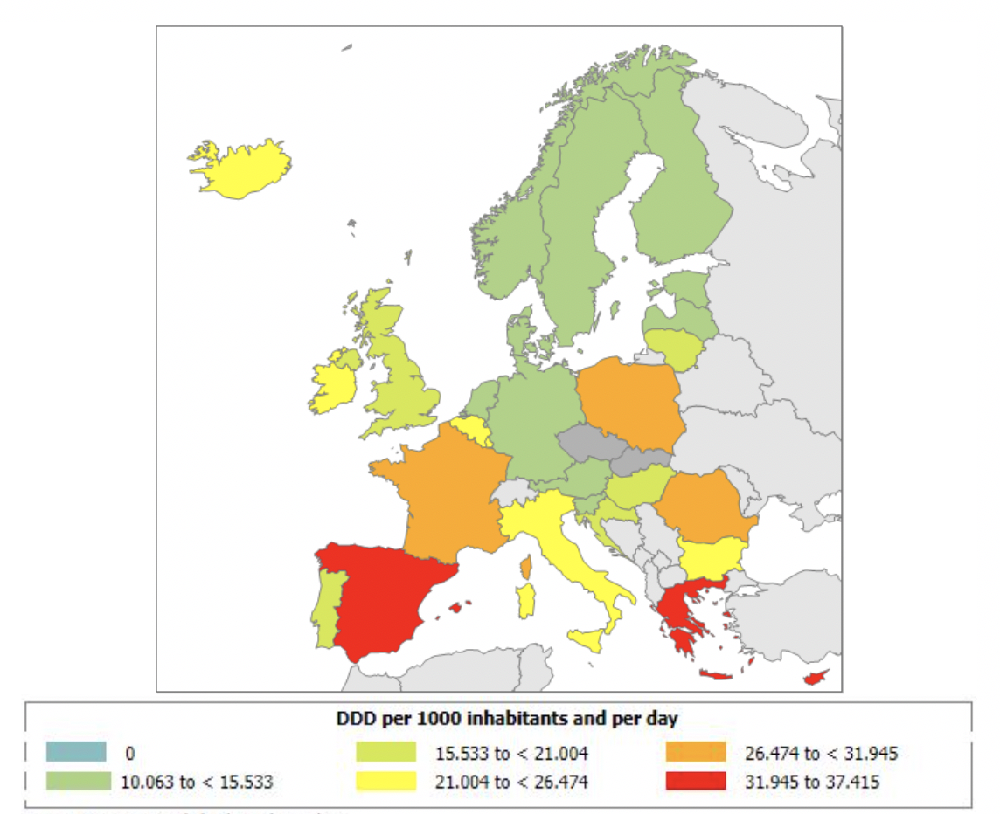 DDD per 1000 inhabitants and per day
0 15.533 to < 21.004 26.474 to < 31.945
10.063 to < 15.533 21.004 to < 26.474 31.945 to 37.415